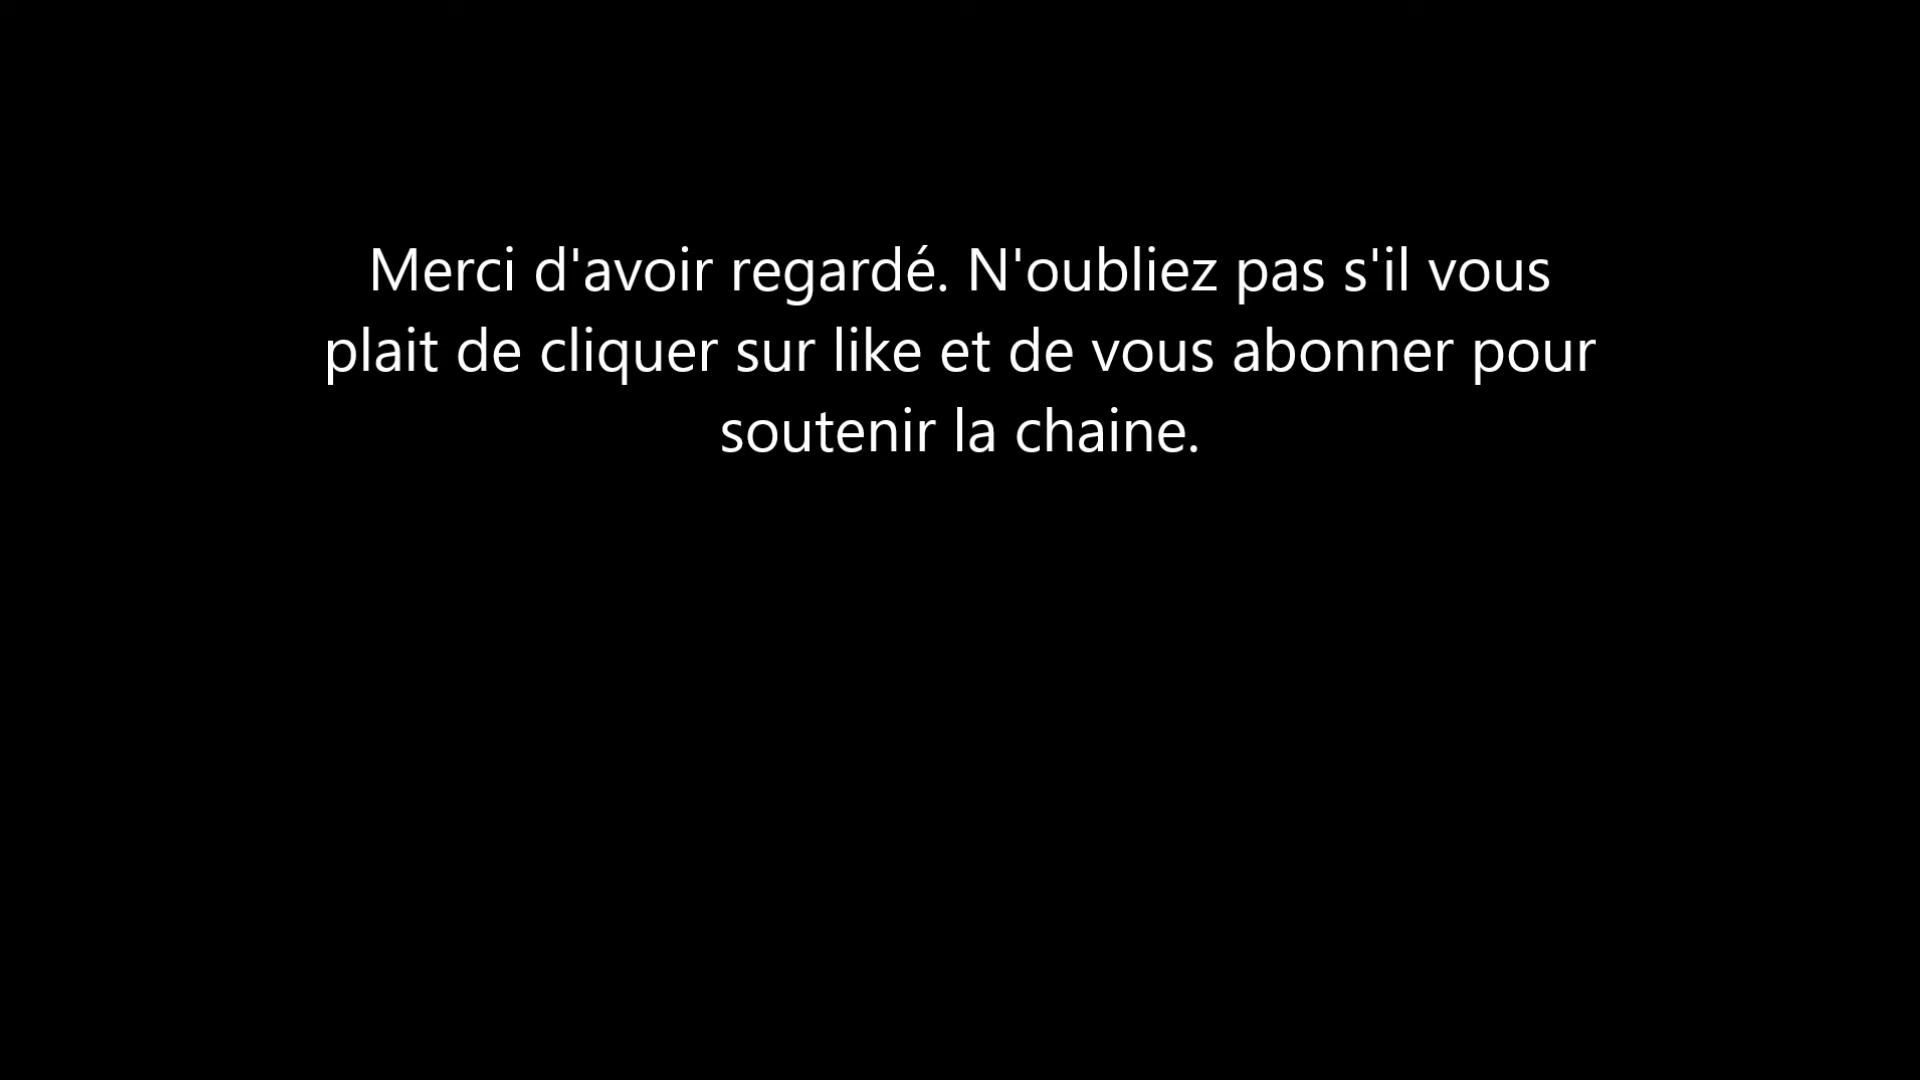 Merci d'avoir regardé. N'oubliez pas s'il vous
plait de cliquer sur like et de vous abonner pour
soutenir la chaine.